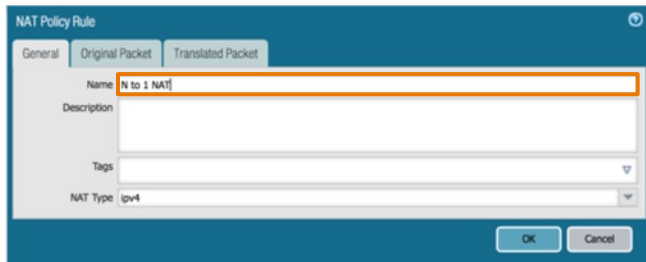 NAT Policy Rule
General Original Packet Translated Packet
Name N to 1 NAT
Description
Tags
NAT Type ipv4
OK Cancel